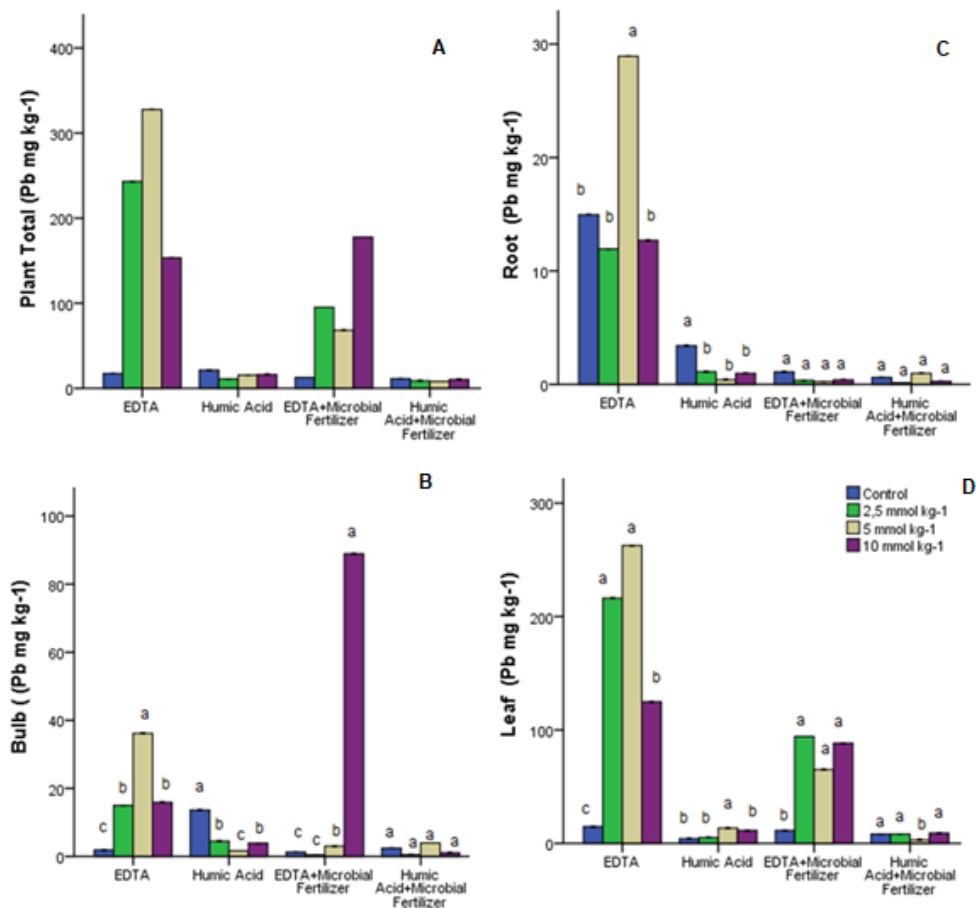 A
Plant Total (Pb mg kg-1)
400
300
200
100
0
EDTA
Humic Acid
EDTA+Microbial
Fertilizer
Humic
Acid+Microbial
Fertilizer
C
Root (Pb mg kg-1)
30
20
10
0
b
b
a
b
a
b
b
b
a
a
a
a
a
a
a
a
EDTA
Humic Acid
EDTA+Microbial
Fertilizer
Humic
Acid+Microbial
Fertilizer
B
Bulb ( (Pb mg kg-1)
100
80
60
40
20
0
c
b
a
b
a
b
c
b
c
c
b
a
a
a
a
a
EDTA
Humic Acid
EDTA+Microbial
Fertilizer
Humic
Acid+Microbial
Fertilizer
D
Control
2,5 mmol kg-1
5 mmol kg-1
10 mmol kg-1
Leaf (Pb mg kg-1)
300
200
100
0
c
a
a
b
b
b
a
b
b
a
a
a
a
a
b
a
EDTA
Humic Acid
EDTA+Microbial
Fertilizer
Humic
Acid+Microbial
Fertilizer